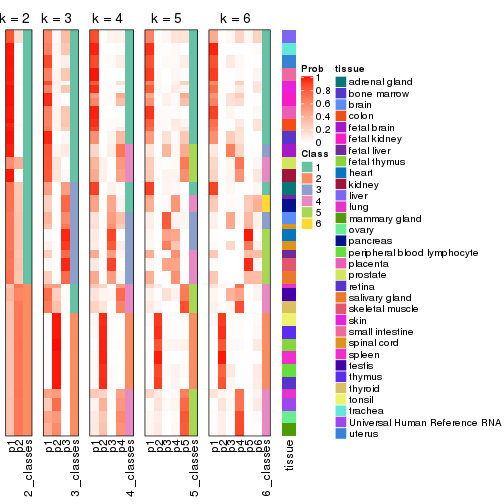 k = 2 k = 3 k = 4 k = 5 k = 6
Prob
1
0.8
0.6
0.4
0.2
0
Class
1
2
3
4
5
6
tissue
adrenal gland
bone marrow
brain
colon
fetal brain
fetal kidney
fetal liver
fetal thymus
heart
kidney
liver
lung
mammary gland
ovary
pancreas
peripheral blood lymphocyte
placenta
prostate
retina
salivary gland
skeletal muscle
skin
small intestine
spinal cord
spleen
testis
thymus
thyroid
tonsil
trachea
Universal Human Reference RNA
uterus
p1 p2 2_classes p1 p2 p3 3_classes p1 p2 p3 p4 4_classes p1 p2 p3 p4 p5 5_classes p1 p2 p3 p4 p5 p6 6_classes tissue